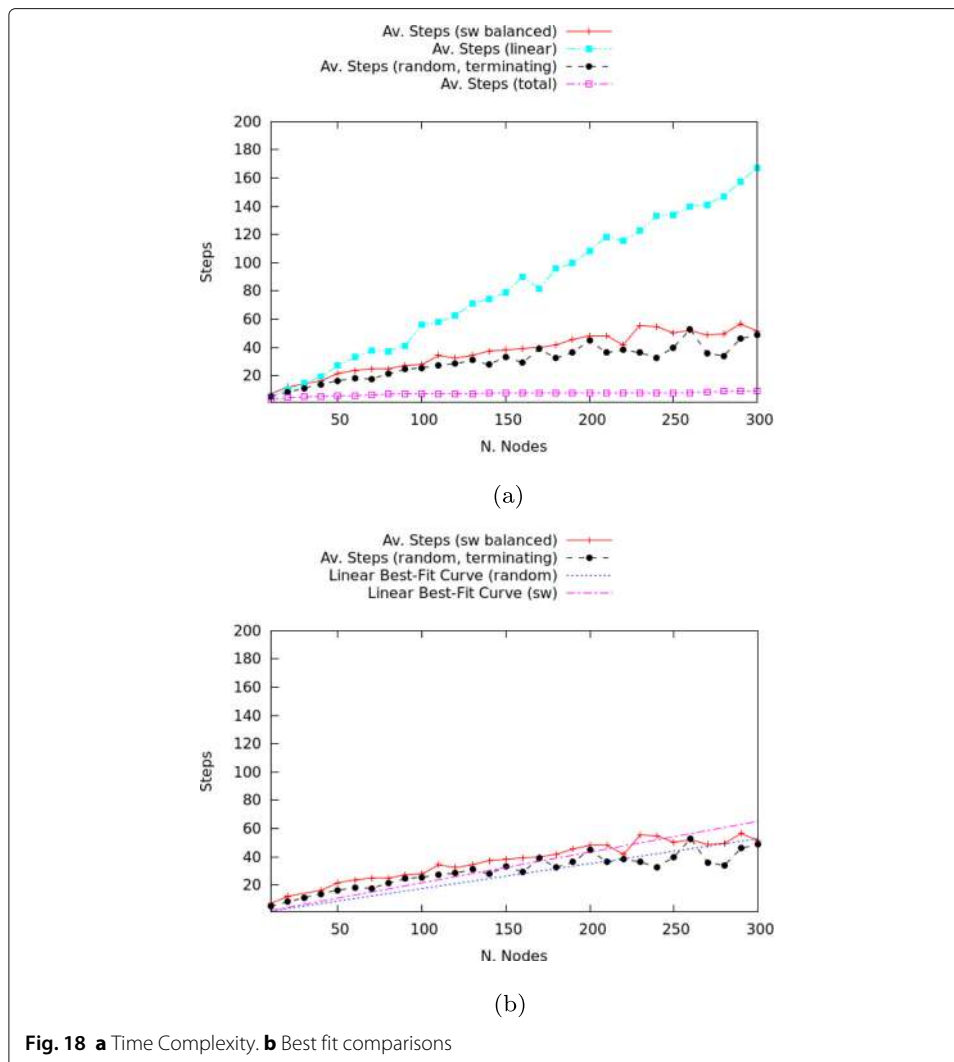 Av. Steps (sw balanced)
Av. Steps (linear)
Av. Steps (random, terminating)
Av. Steps (total)
200
180
160
140
120
100
80
60
40
20
Steps
50 100 150 200 250 300
N. Nodes
(a)
Av. Steps (sw balanced)
Av. Steps (random, terminating)
Linear Best-Fit Curve (random)
Linear Best-Fit Curve (sw)
200
180
160
140
120
100
80
60
40
20
Steps
50 100 150 200 250 300
N. Nodes
(b)
Fig. 18 a Time Complexity. b Best fit comparisons